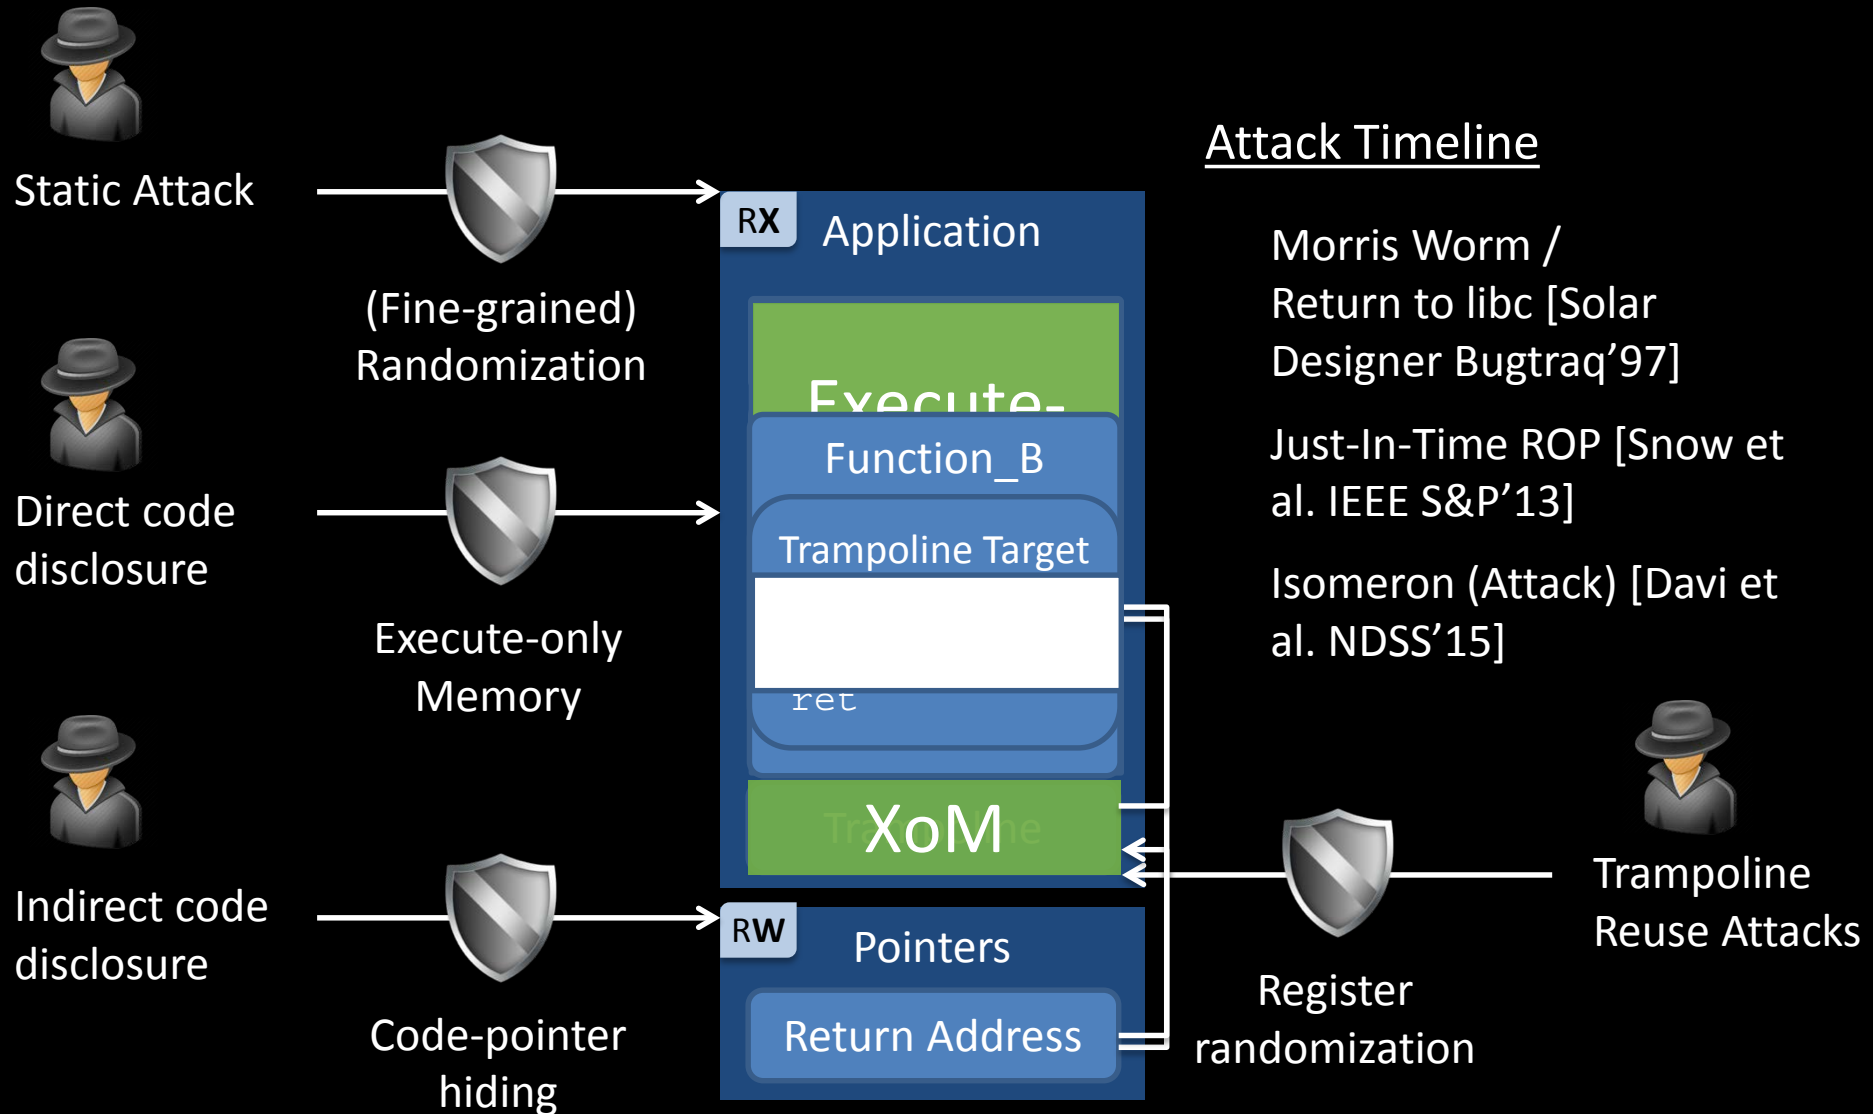 Static Attack
(Fine-grained)
Randomization
Direct code
disclosure
Execute-only
Memory
Indirect code
disclosure
Code-pointer
hiding
RX
Application
Execute-
Function_B
Trampoline Target
ret
XoM
RW
Pointers
Return Address
Attack Timeline
Morris Worm /
Return to libc [Solar
Designer Bugtraq’97]
Just-In-Time ROP [Snow et
al. IEEE S&P’13]
Isomeron (Attack) [Davi et
al. NDSS’15]
Trampoline
Reuse Attacks
Register
randomization